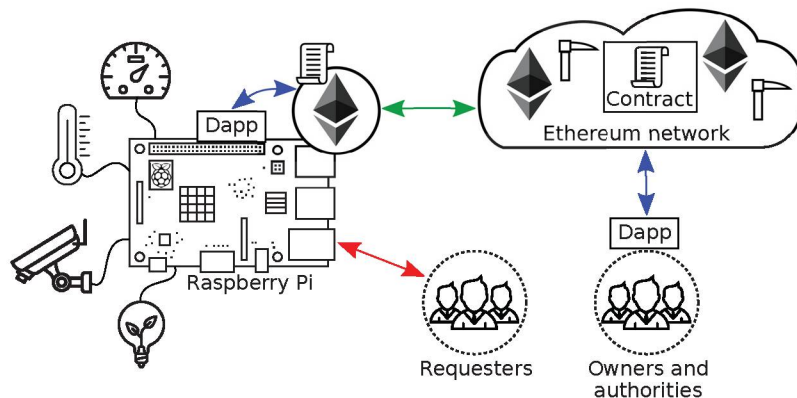 Dapp
Contract
Ethereum network
Dapp
Raspberry Pi
Requesters
Owners and
authorities